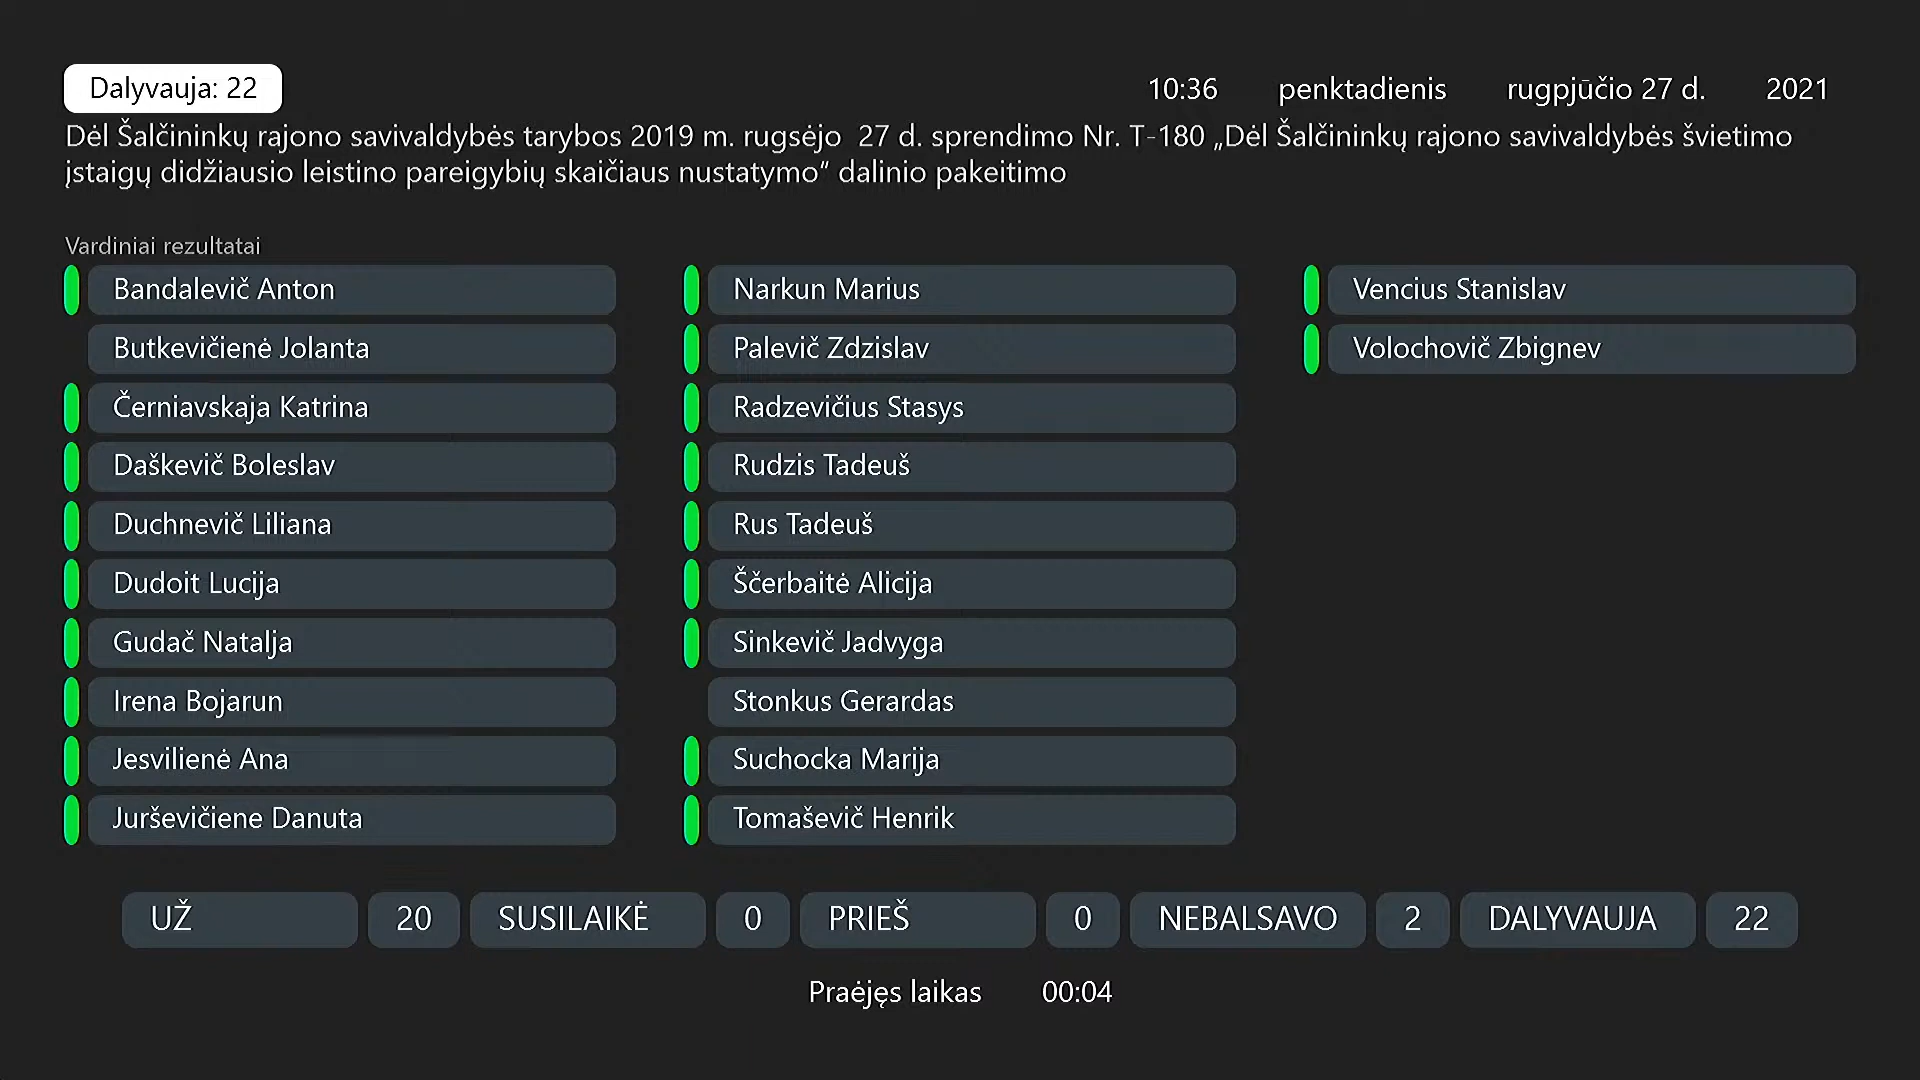 Dalyvauja: 22
10:36 penktadienis rugpjūčio 27 d. 2021
Dėl Šalčininkų rajono savivaldybės tarybos 2019 m. rugsėjo  27 d. sprendimo Nr. T-180 „Dėl Šalčininkų rajono savivaldybės švietimo
įstaigų didžiausio leistino pareigybių skaičiaus nustatymo“ dalinio pakeitimo
Vardiniai rezultatai
Bandalevič Anton
Butkevičienė Jolanta
Černiavskaja Katrina
Daškevič Boleslav
Duchnevič Liliana
Dudoit Lucija
Gudač Natalja
Irena Bojarun
Jesvilienė Ana
Jurševičiene Danuta
Narkun Marius
Palevič Zdzislav
Radzevičius Stasys
Rudzis Tadeuš
Rus Tadeuš
Ščerbaitė Alicija
Sinkevič Jadvyga
Stonkus Gerardas
Suchocka Marija
Tomaševič Henrik
Vencius Stanislav
Volochovič Zbignev
UŽ 20 SUSILAIKĖ 0 PRIEŠ 0 NEBALSAVO 2 DALYVAUJA 22
Praėjęs laikas 00:04